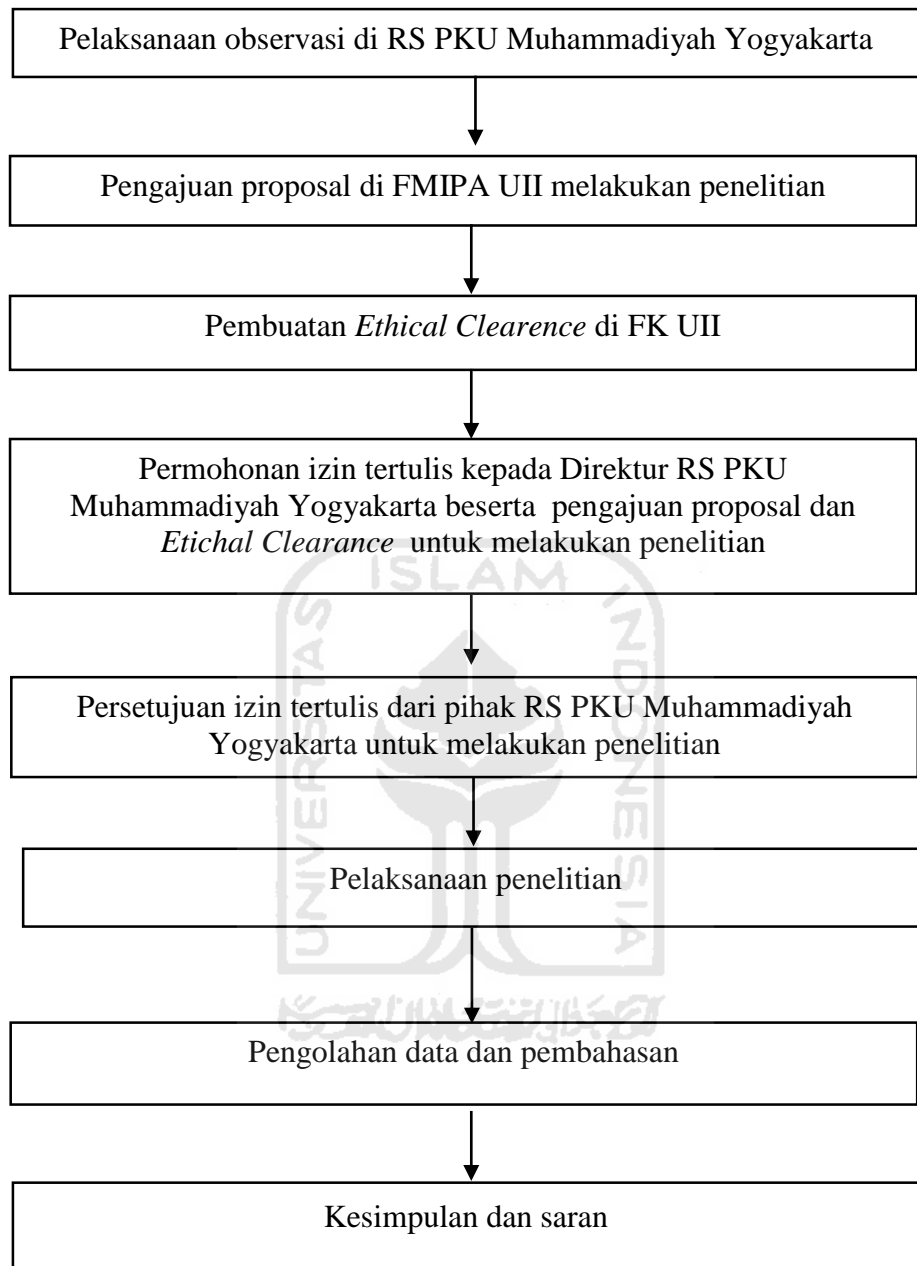 Pelaksanaan observasi di RS PKU Muhammadiyah Yogyakarta
Pengajuan proposal di FMIPA UII melakukan penelitian
Pembuatan Ethical Clearence di FK UII
Permohonan izin tertulis kepada Direktur RS PKU
Muhammadiyah Yogyakarta beserta pengajuan proposal dan
Etichal Clearance untuk melakukan penelitian
Persetujuan izin tertulis dari pihak RS PKU Muhammadiyah
Yogyakarta untuk melakukan penelitian
Pelaksanaan penelitian
Pengolahan data dan pembahasan
Kesimpulan dan saran
UNIVERSITAS
ISLAM
INDONESIA